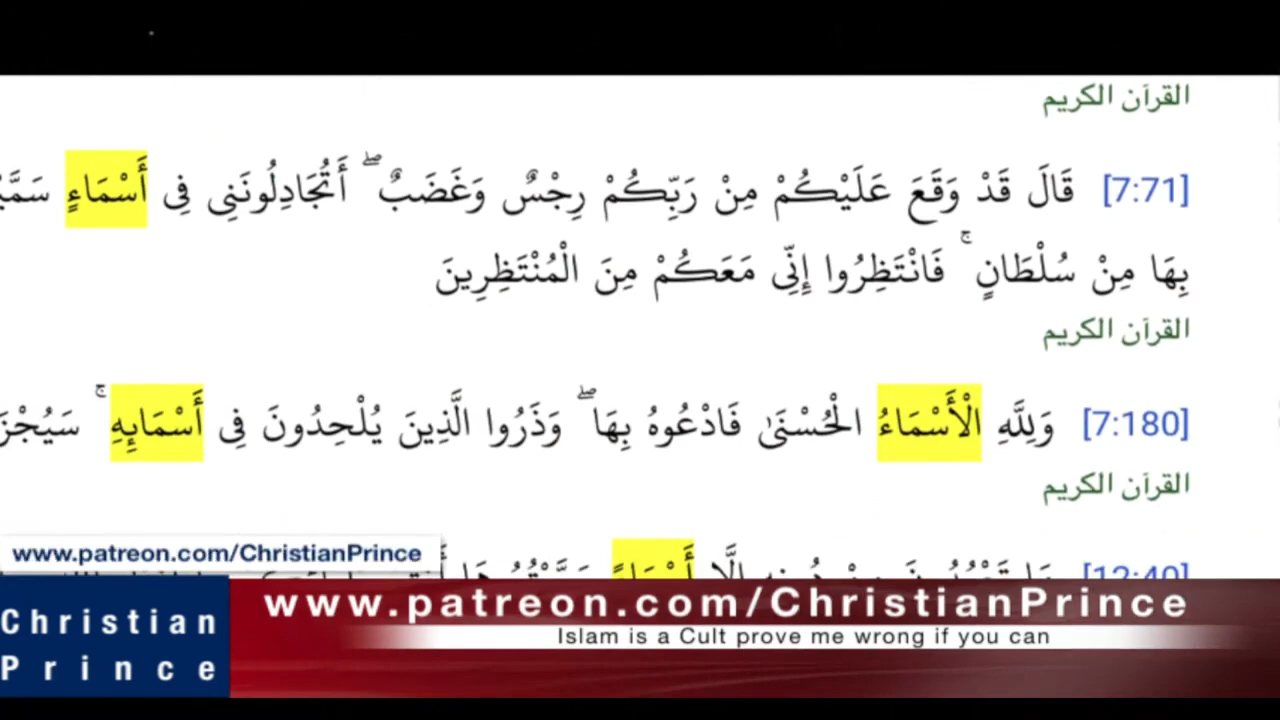 القرآن الكريم
[7:71] قَالَ قَدْ وَقَعَ عَلَيْكُمْ مِنْ رَبِّكُمْ رِجْسٌ وَغَضَبٌ ۖ أَتُجَادِلُونَنِي فِي أَسْمَاءٍ
بِهَا مِنْ سُلْطَانٍ ۚ فَانْتَظِرُوا إِنِّي مَعَكُمْ مِنَ الْمُنْتَظِرِينَ
القرآن الكريم
[7:180] وَلِلَّهِ الْأَسْمَاءُ الْحُسْنَىٰ فَادْعُوهُ بِهَا ۖ وَذَرُوا الَّذِينَ يُلْحِدُونَ فِي أَسْمَائِهِ ۚ
القرآن الكريم
[12:40]
www.patreon.com/ChristianPrince
www.patreon.com/ChristianPrince
Islam is a Cult prove me wrong if you can
Christian
Prince